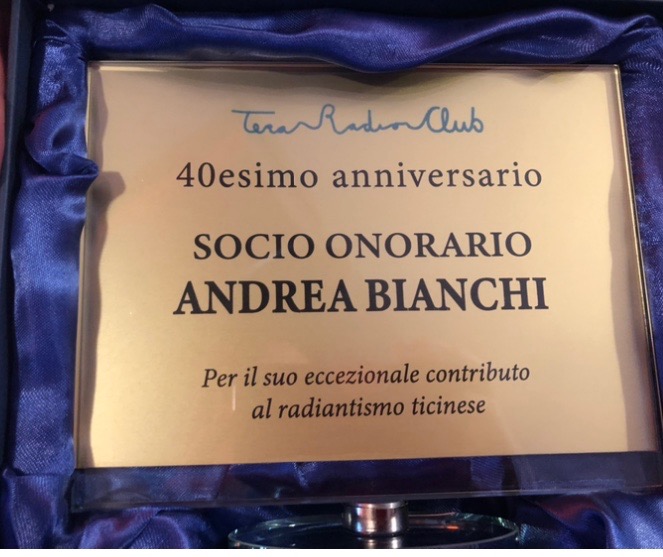 Tera Radio Club
40esimo anniversario
SOCIO ONORARIO
ANDREA BIANCHI
Per il suo eccezionale contributo
al radiantismo ticinese